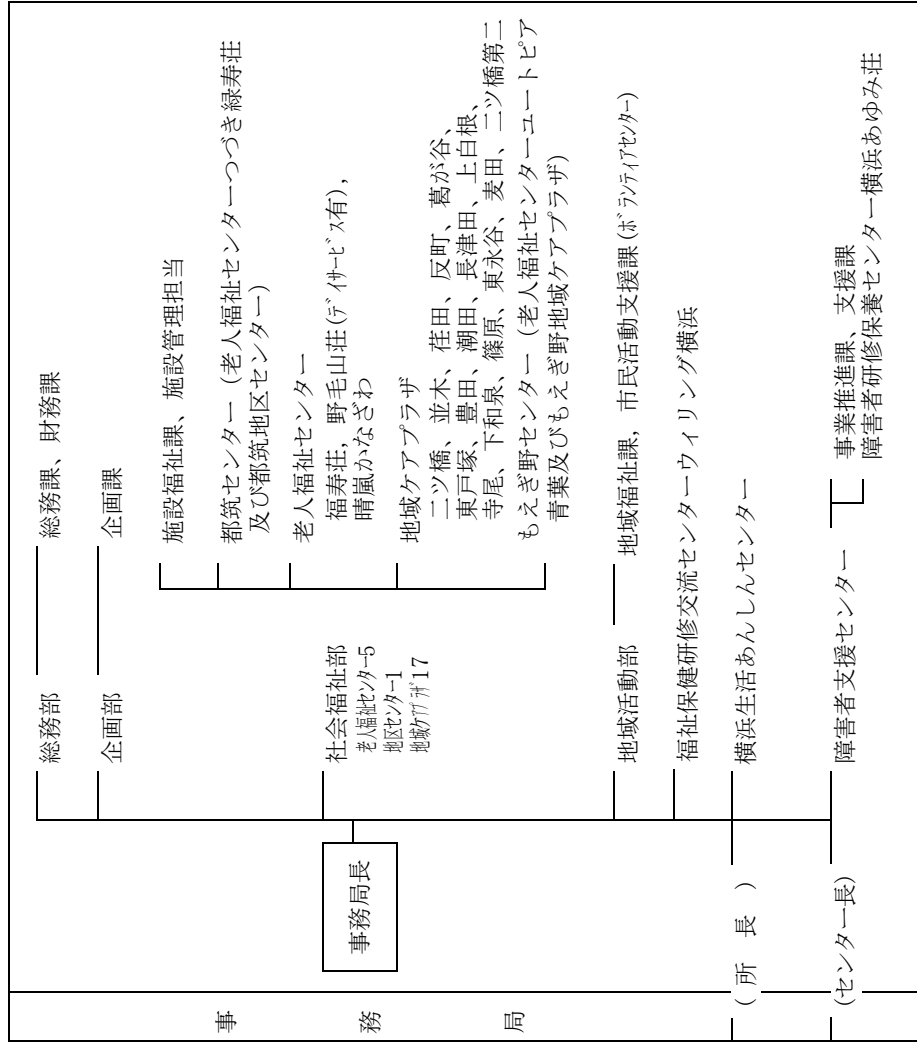 事務局
事務局長
(所長)
(センター長)
総務部
総務課、財務課
企画部
企画課
社会福祉部
老人福祉センター5
地区センター1
地域ケアプラザ17
施設福祉課、施設管理担当
都筑センター（老人福祉センターつづき緑寿荘
及び都筑地区センター）
老人福祉センター
福寿荘，野毛山荘(デイサービス有)，
晴嵐かなざわ
地域ケアプラザ
二ツ橋、並木、荏田、反町、葛が谷、
東戸塚、豊田、潮田、長津田、上白根、
寺尾、下和泉、篠原、東永谷、麦田、二ツ橋第二
もえぎ野センター（老人福祉センターユートピア
青葉及びもえぎ野地域ケアプラザ）
地域活動部
地域福祉課，市民活動支援課(ボランティアセンター)
福祉保健研修交流センターウィリング横浜
横浜生活あんしんセンター
障害者支援センター
事業推進課、支援課
障害者研修保養センター横浜あゆみ荘